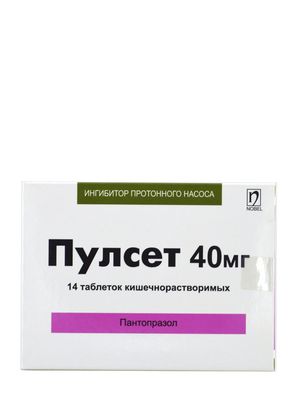 ИНГИБИТОР ПРОТОННОГО НАСОСА
NOBEL
Пулсет 40мг
14 таблеток кишечнорастворимых
Пантопразол